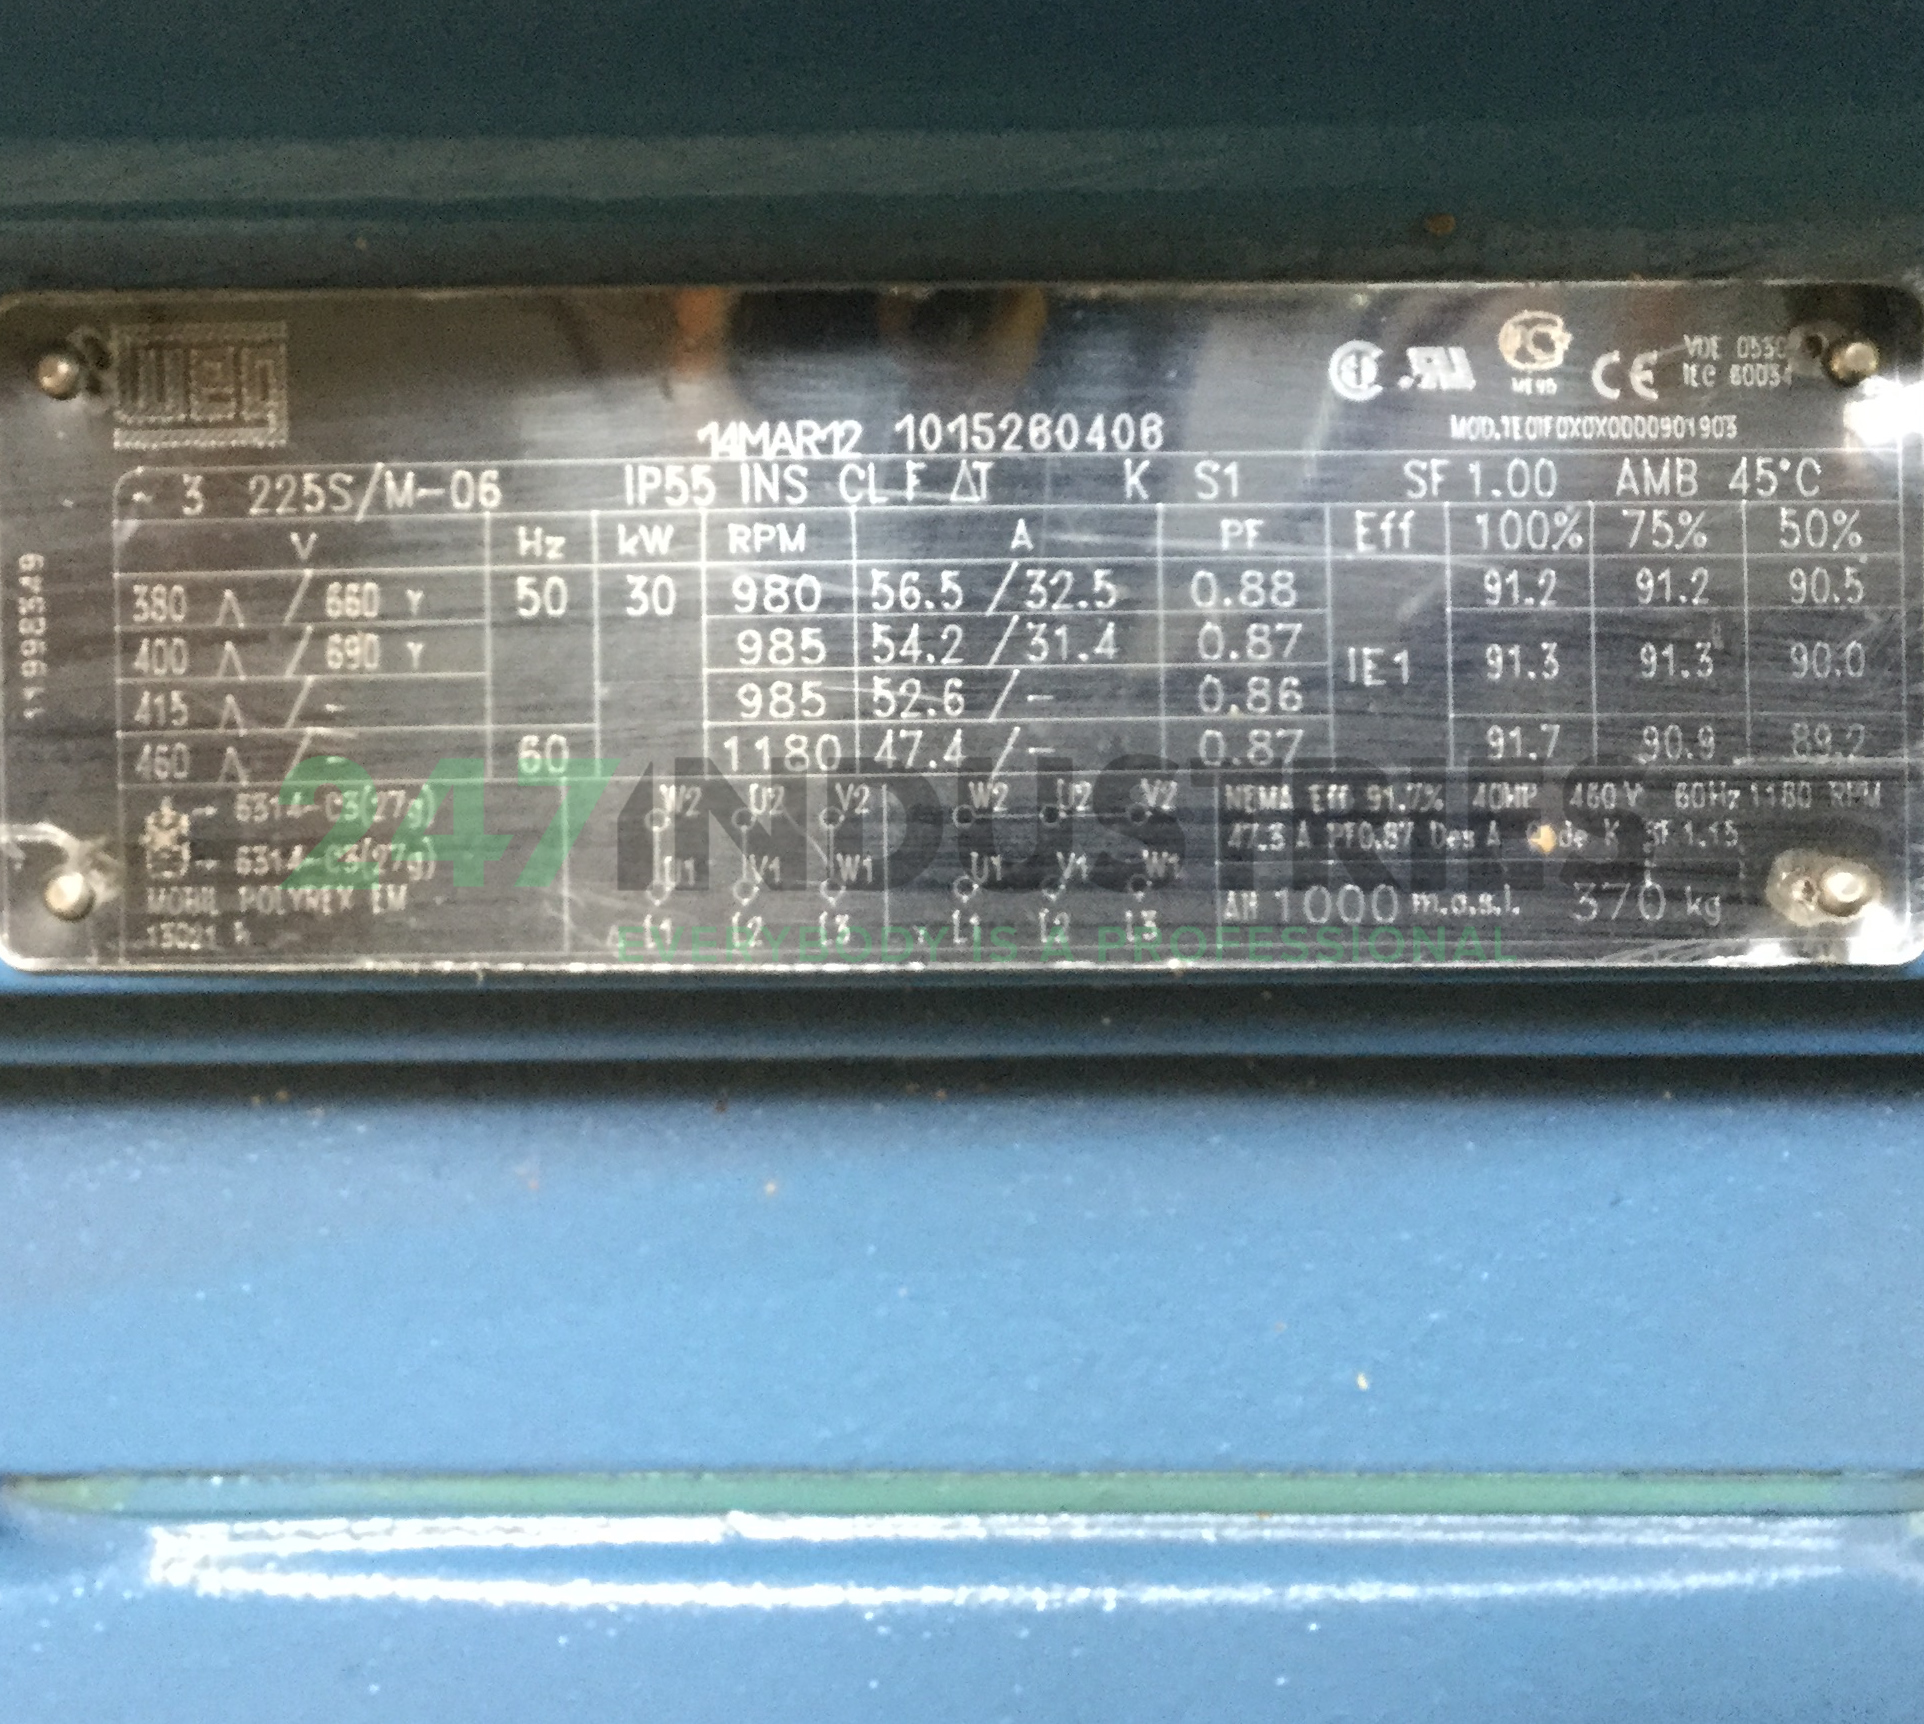 WEG
VDE 0530
IEC 60034
14MAR12 1015260406
MOD.TE01F0X0X0000901903
~ 3 225S/M-06 IP55 INS CL F ΔT K S1 SF 1.00 AMB 45°C
V Hz kW RPM A PF Eff 100% 75% 50%
380 Δ / 660 Y 50 30 980 56.5 /32.5 0.88 91.2 91.2 90.5
400 Δ / 690 Y 985 54.2 /31.4 0.87 IE1 91.3 91.3 90.0
415 Δ / - 985 52.6 /- 0.86
460 Δ / - 60 1180 47.4 /- 0.87 91.7 90.9 89.2
11998549
6314-C3(27g)
6314-C3(27g)
MOBIL POLYREX EM
W2 U2 V2 W2 U2 V2
U1 V1 W1 U1 V1 W1
L1 L2 L3 L1 L2 L3
NEMA Eff 91.7% 40HP 460 V 60Hz 1180 RPM
47.3 A PF0.87 Des A Code K SF 1.15
Alt 1000 m.a.s.l. 370 kg
247INDUSTRIES
EVERYBODY IS A PROFESSIONAL